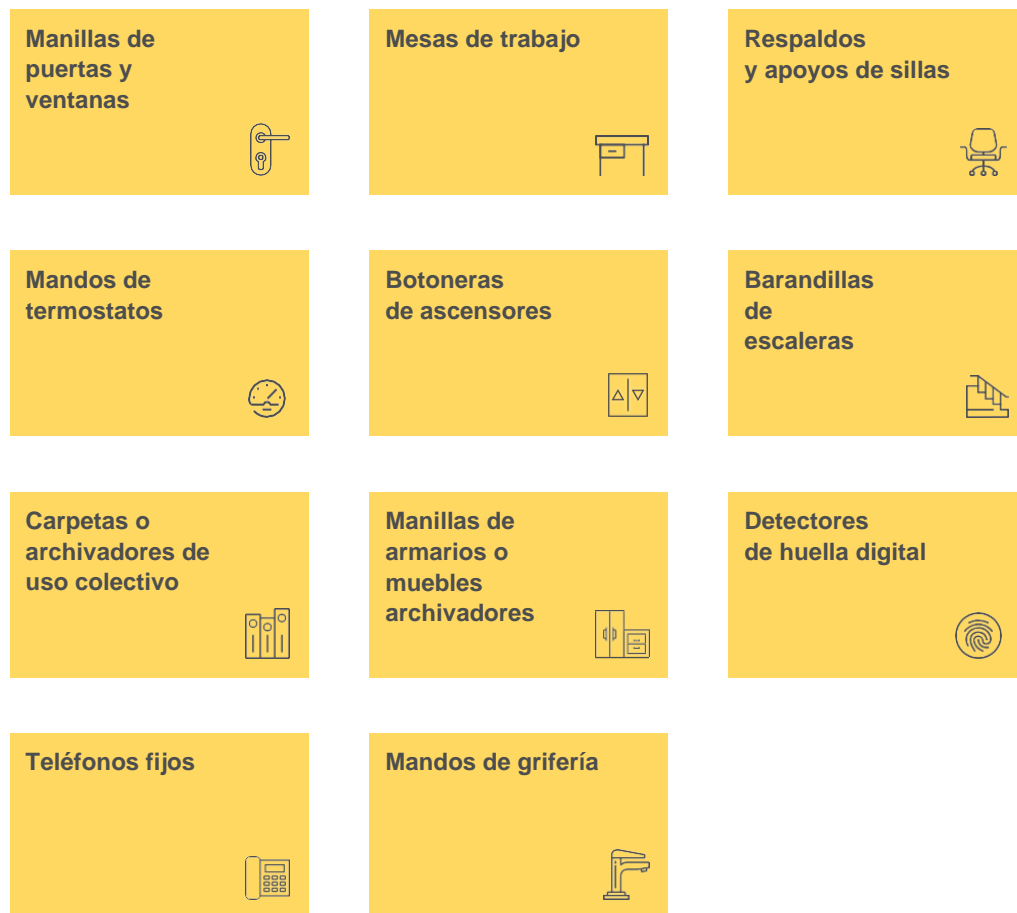 Manillas de
puertas y
ventanas
Mesas de trabajo
Respaldos
y apoyos de sillas
Mandos de
termostatos
Botoneras
de ascensores
Barandillas
de
escaleras
Carpetas o
archivadores de
uso colectivo
Manillas de
armarios o
muebles
archivadores
Detectores
de huella digital
Teléfonos fijos
Mandos de grifería